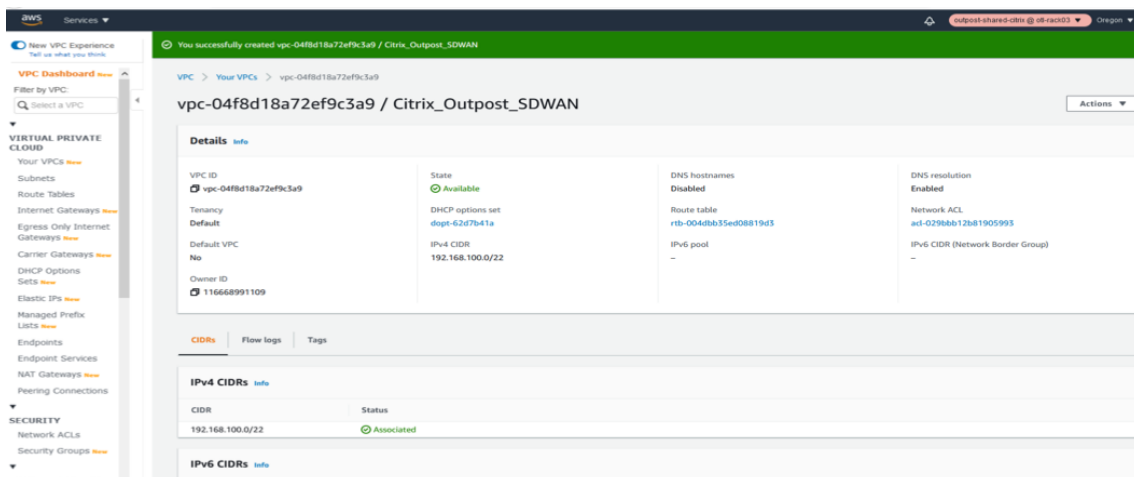 aws
Services ▼
outpost-shared-citrix @ otl-rack03 ▼
Oregon ▼
New VPC Experience
Tell us what you think
You successfully created vpc-04f8d18a72ef9c3a9 / Citrix_Outpost_SDWAN
VPC Dashboard New
Filter by VPC:
Select a VPC
VIRTUAL PRIVATE
CLOUD
Your VPCs New
Subnets
Route Tables
Internet Gateways New
Egress Only Internet
Gateways New
Carrier Gateways New
DHCP Options
Sets New
Elastic IPs New
Managed Prefix
Lists New
Endpoints
Endpoint Services
NAT Gateways New
Peering Connections
SECURITY
Network ACLs
Security Groups New
VPC > Your VPCs > vpc-04f8d18a72ef9c3a9
vpc-04f8d18a72ef9c3a9 / Citrix_Outpost_SDWAN
Actions ▼
Details Info
VPC ID
vpc-04f8d18a72ef9c3a9
State
Available
DNS hostnames
Disabled
DNS resolution
Enabled
Tenancy
Default
DHCP options set
dopt-62d7b41a
Route table
rtb-004dbb35ed08819d3
Network ACL
acl-029bbb12b81905993
Default VPC
No
IPv4 CIDR
192.168.100.0/22
IPv6 pool
–
IPv6 CIDR (Network Border Group)
–
Owner ID
116668991109
CIDRs
Flow logs
Tags
IPv4 CIDRs Info
CIDR
Status
192.168.100.0/22
Associated
IPv6 CIDRs Info